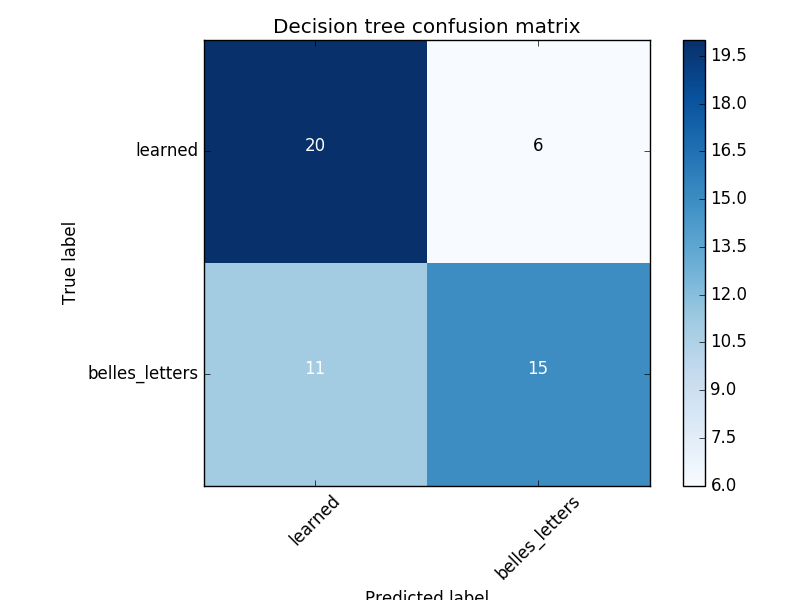 Decision tree confusion matrix
True label
learned
belles_letters
20
6
11
15
learned
belles_letters
Predicted label
19.5
18.0
16.5
15.0
13.5
12.0
10.5
9.0
7.5
6.0